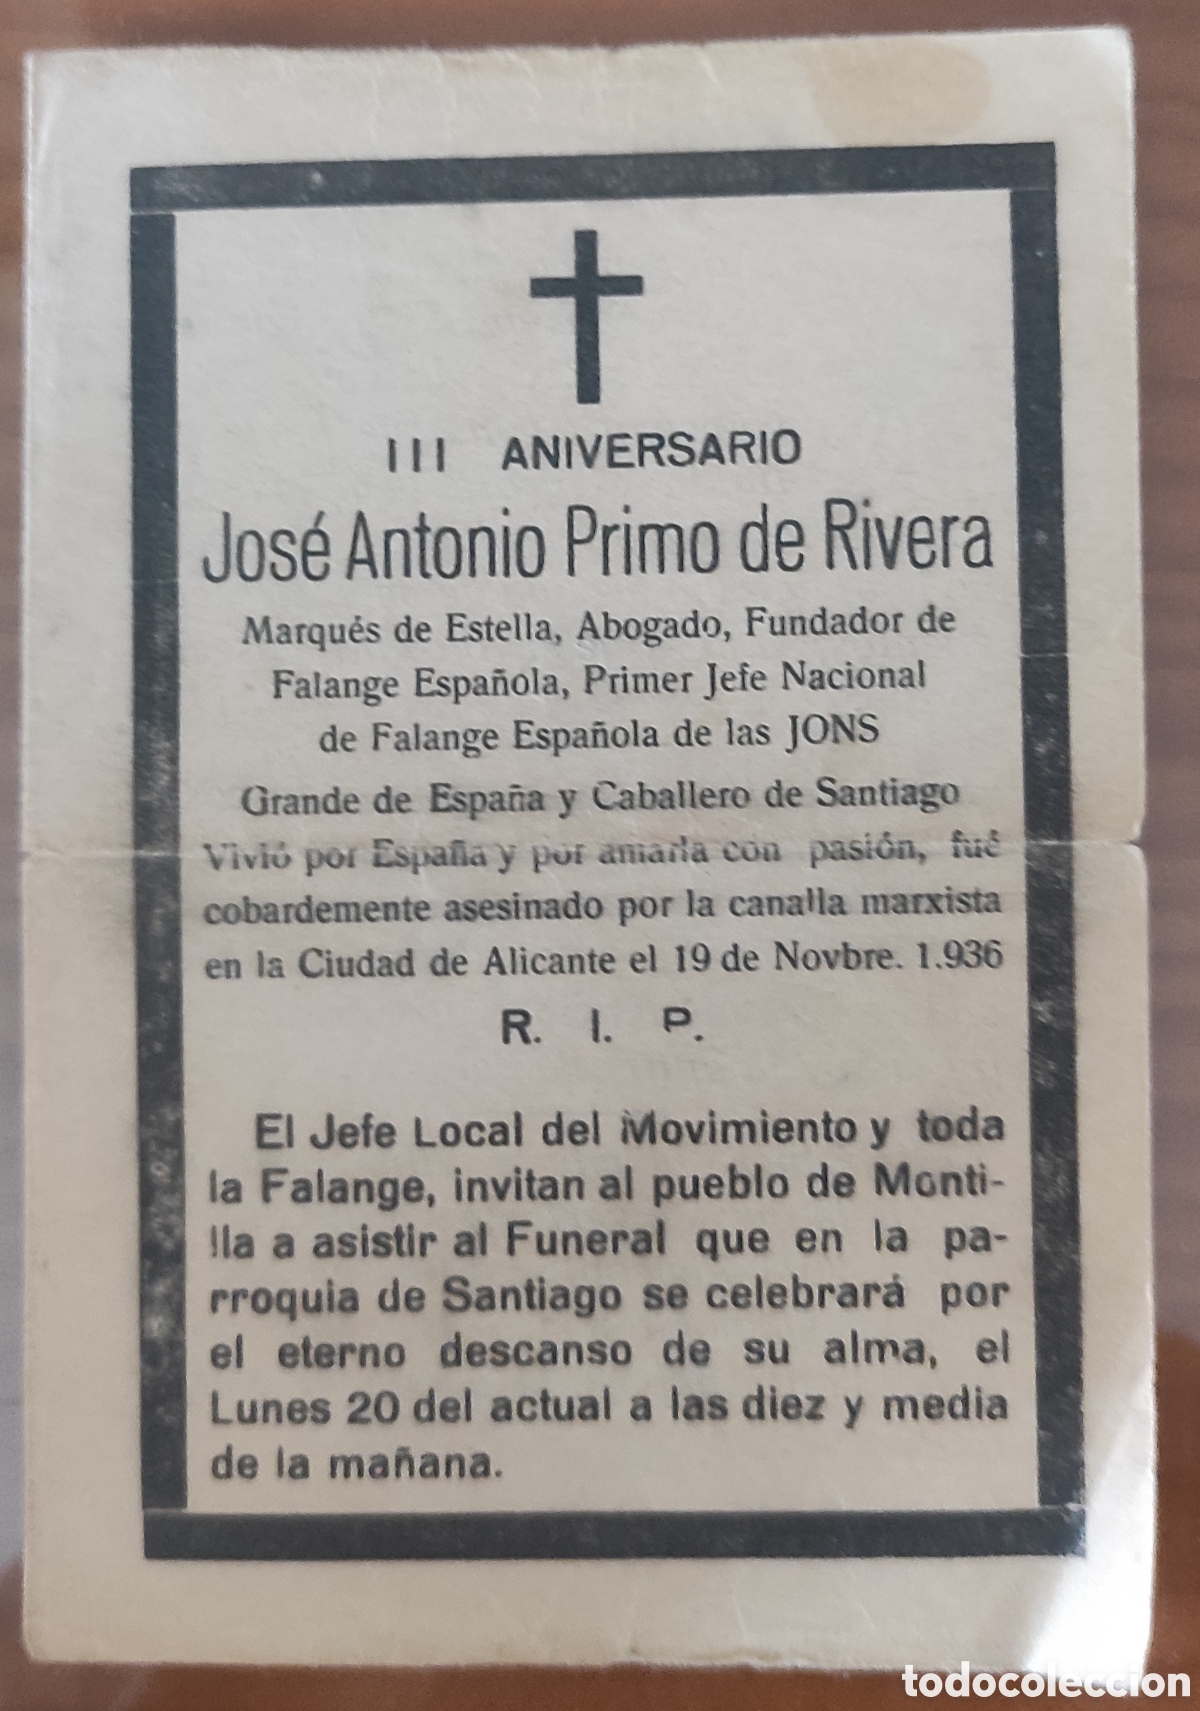 III ANIVERSARIO
José Antonio Primo de Rivera
Marqués de Estella, Abogado, Fundador de
Falange Española, Primer Jefe Nacional
de Falange Española de las JONS
Grande de España y Caballero de Santiago
Vivió por España y por amarla con pasión, fué
cobardemente asesinado por la canalla marxista
en la Ciudad de Alicante el 19 de Novbre. 1.936
R. I. P.
El Jefe Local del Movimiento y toda
la Falange, invitan al pueblo de Monti-
lla a asistir al Funeral que en la pa-
rroquia de Santiago se celebrará por
el eterno descanso de su alma, el
Lunes 20 del actual a las diez y media
de la mañana.
todocoleccion